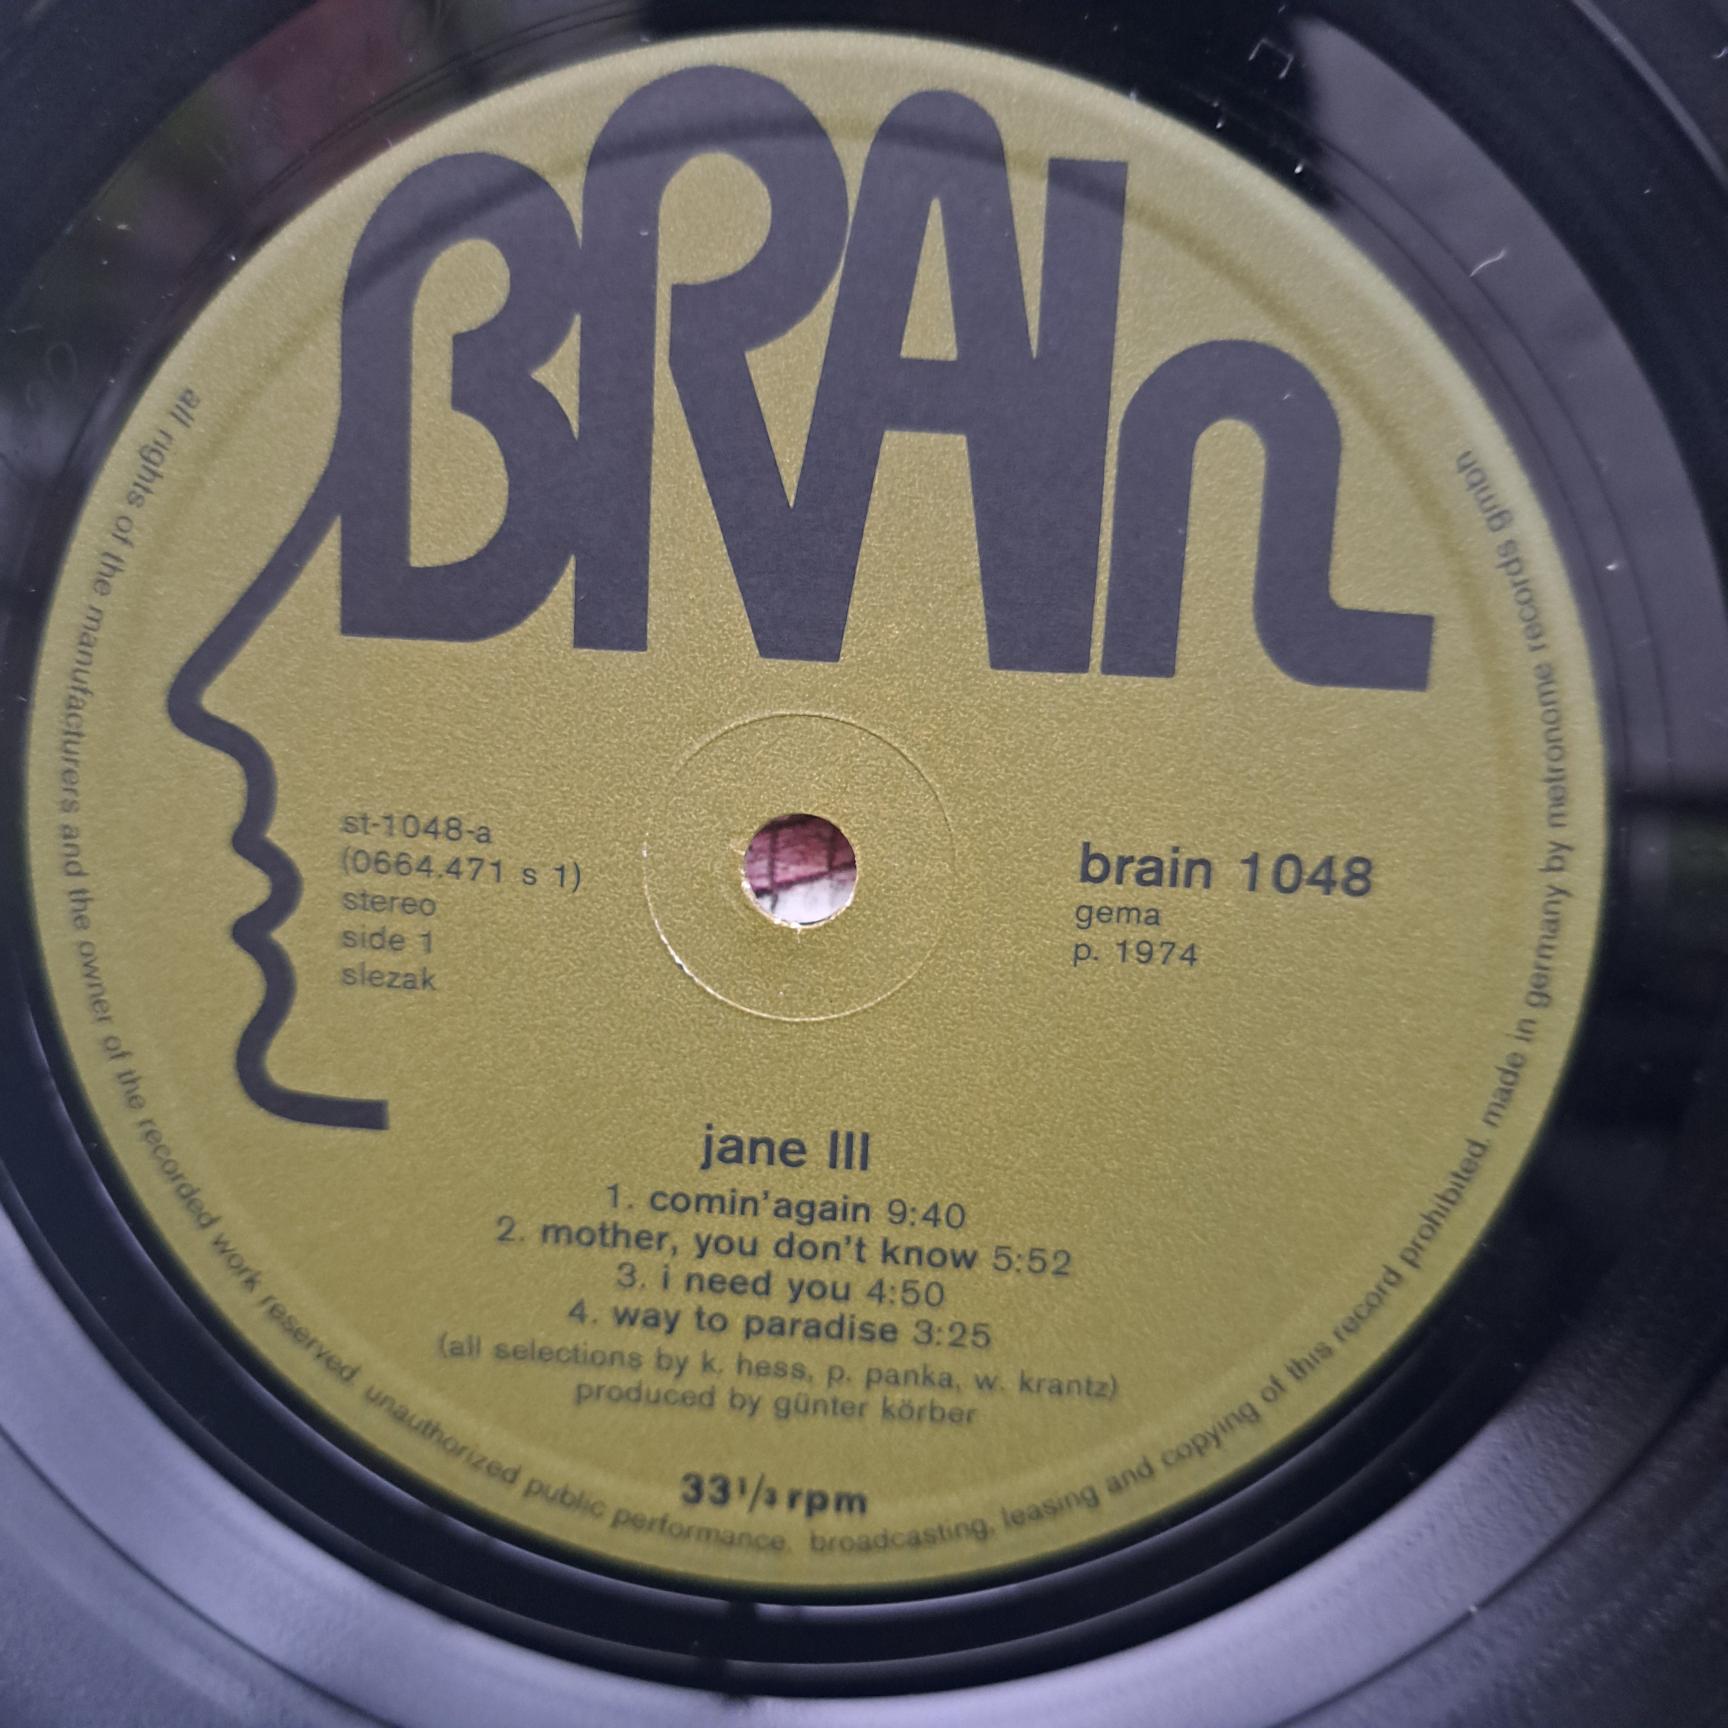 BRAIn
st-1048-a
(0664.471 s 1)
stereo
side 1
slezak
brain 1048
gema
p. 1974
jane III
1. comin'again 9:40
2. mother, you don't know 5:52
3. i need you 4:50
4. way to paradise 3:25
(all selections by k. hess, p. panka, w. krantz)
produced by günter körber
33 1/3 rpm
all rights of the manufacturers and the owner of the recorded work reserved. unauthorized public performance, broadcasting, leasing and copying of this record prohibited. made in germany by metronome records gmbh